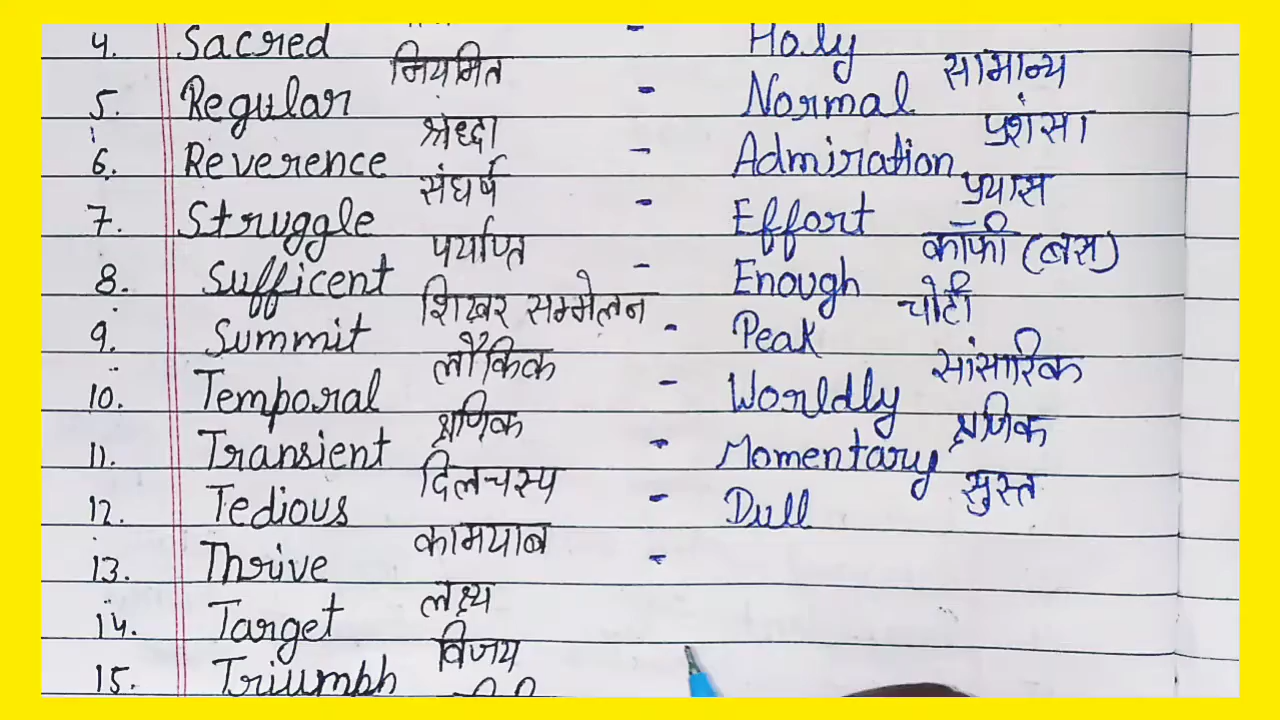 4. Sacred - Holy
5. Regular नियमित - Normal सामान्य
6. Reverence श्रध्दा - Admiration प्रशंसा
7. Struggle संघर्ष - Effort प्रयास
8. Sufficent पर्याप्त - Enough कॉफी (बस)
9. Summit शिखर सम्मेलन - Peak चोटी
10. Temporal लौकिक - Worldly सांसारिक
11. Transient क्षणिक - Momentary क्षणिक
12. Tedious दिलचस्प - Dull सुस्त
13. Thrive कामयाब -
14. Target लक्ष्य
15. Triumph विजय